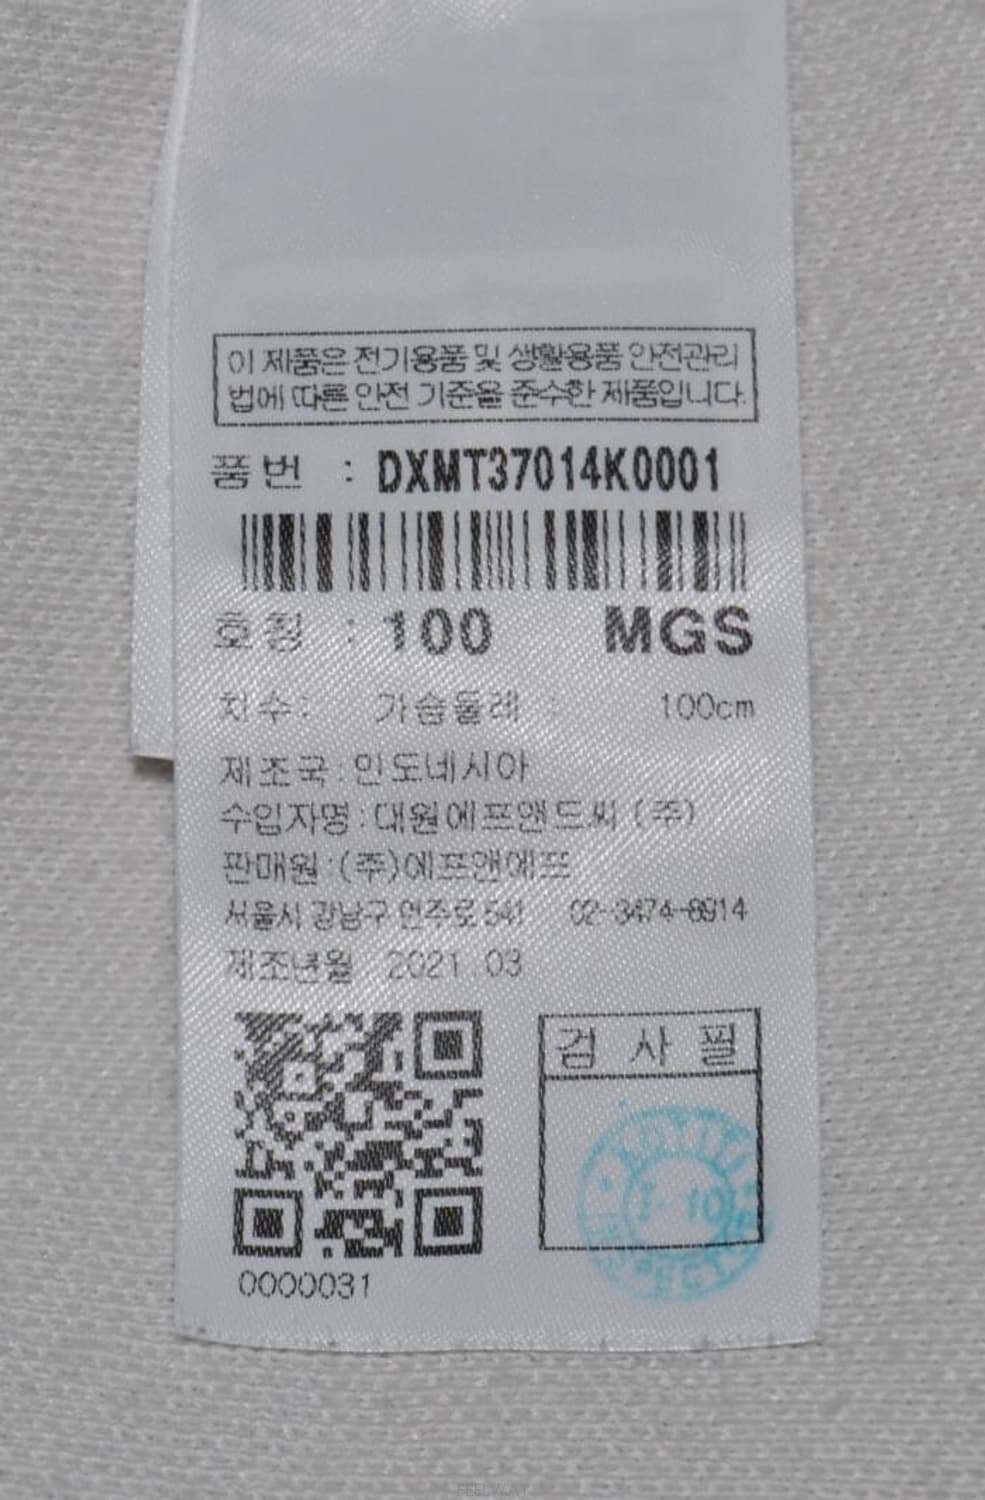 이 제품은 전기용품 및 생활용품 안전관리
법에 따른 안전 기준을 준수한 제품입니다.
품번 : DXMT37014K0001
호칭 : 100 MGS
치수: 가슴둘레 : 100cm
제조국:인도네시아
수입자명:대원에프앤드씨 (주)
판매원:(주)에프앤에프
서울시 강남구 언주로 541 02-3474-8914
제조년월 2021.03
검사필
1- 10
0000031